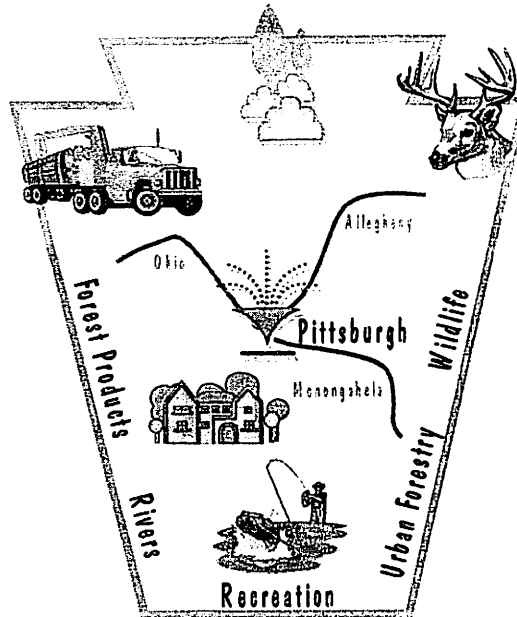 Allegheny
Ohio
Pittsburgh
Monongahela
Forest Products
Wildlife
Rivers
Urban Forestry
Recreation